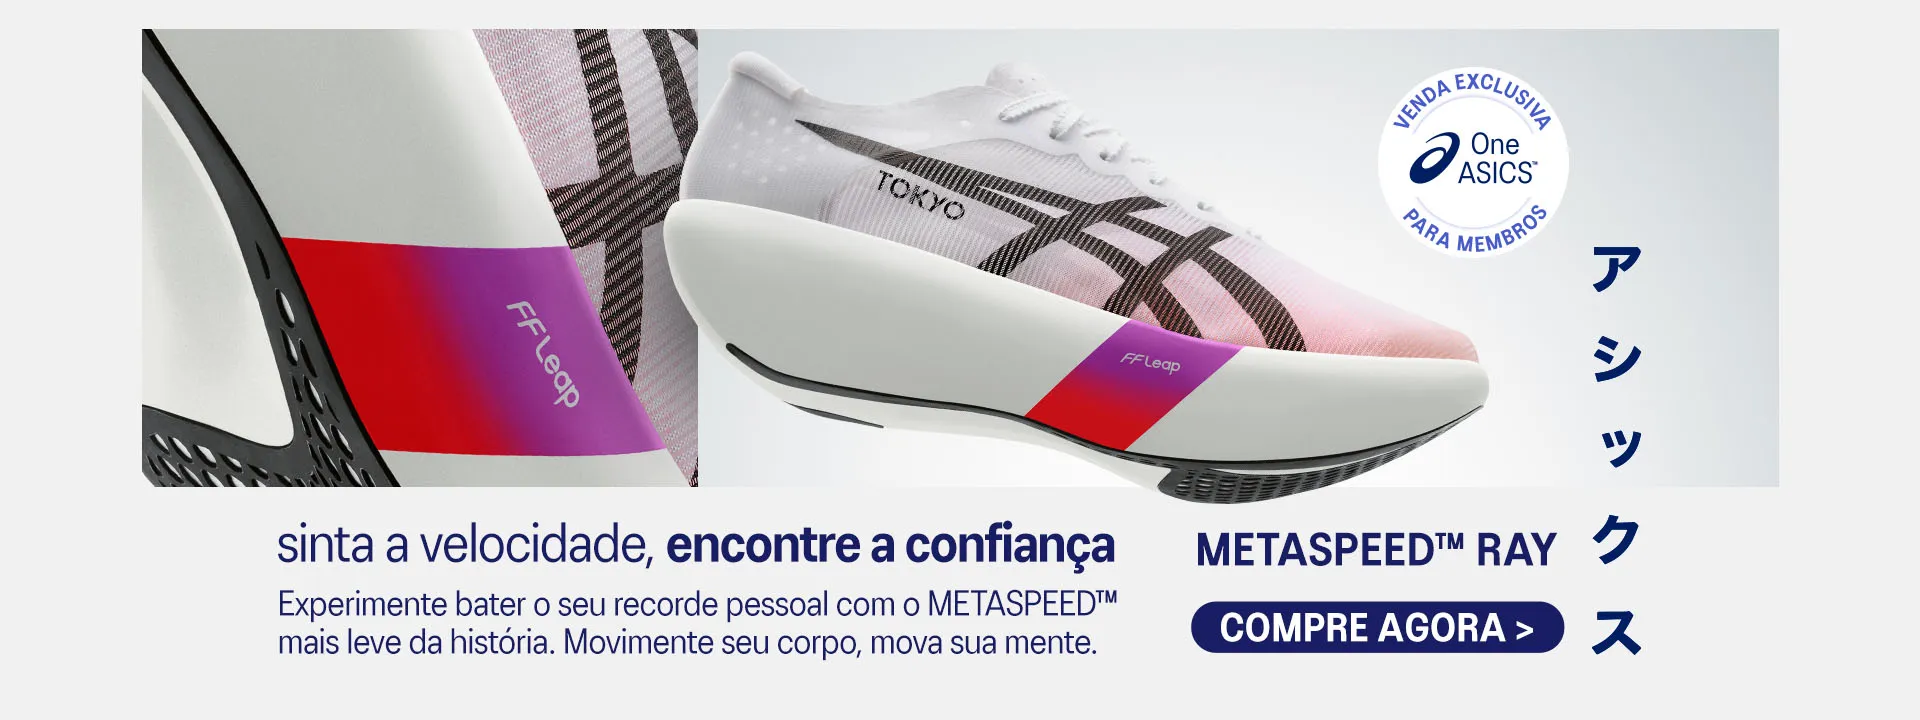 FF Leap
TOKYO
FF Leap
VENDA EXCLUSIVA
One
ASICS™
PARA MEMBROS
アシックス
sinta a velocidade, encontre a confiança
Experimente bater o seu recorde pessoal com o METASPEED™
mais leve da história. Movimente seu corpo, mova sua mente.
METASPEED™ RAY
COMPRE AGORA >